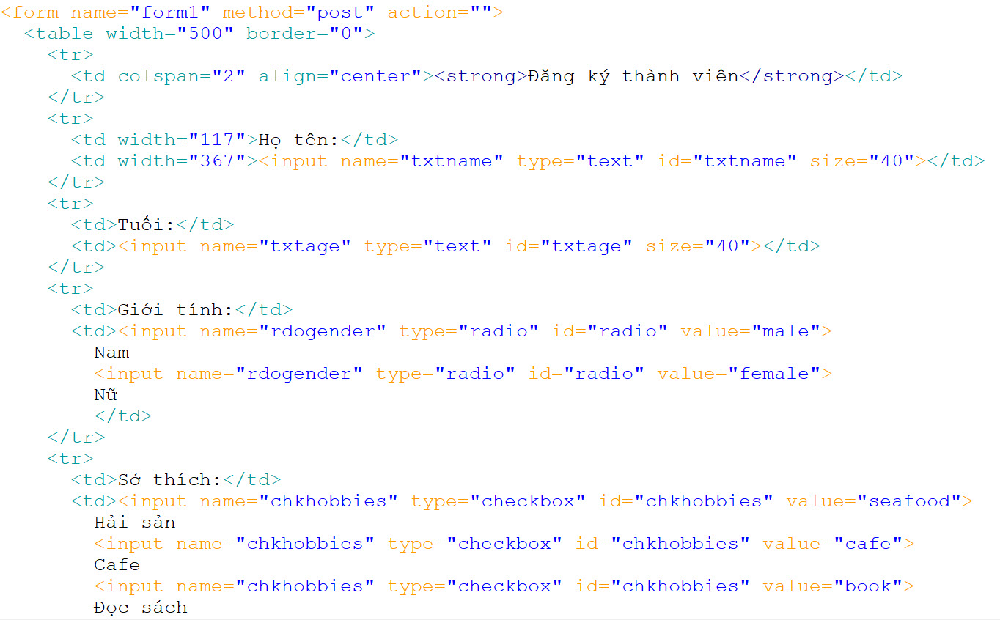 <form name="form1" method="post" action="">
  <table width="500" border="0">
    <tr>
      <td colspan="2" align="center"><strong>Đăng ký thành viên</strong></td>
    </tr>
    <tr>
      <td width="117">Họ tên:</td>
      <td width="367"><input name="txtname" type="text" id="txtname" size="40"></td>
    </tr>
    <tr>
      <td>Tuổi:</td>
      <td><input name="txtage" type="text" id="txtage" size="40"></td>
    </tr>
    <tr>
      <td>Giới tính:</td>
      <td><input name="rdogender" type="radio" id="radio" value="male">
        Nam
        <input name="rdogender" type="radio" id="radio" value="female">
        Nữ
        </td>
    </tr>
    <tr>
      <td>Sở thích:</td>
      <td><input name="chkhobbies" type="checkbox" id="chkhobbies" value="seafood">
        Hải sản
        <input name="chkhobbies" type="checkbox" id="chkhobbies" value="cafe">
        Cafe
        <input name="chkhobbies" type="checkbox" id="chkhobbies" value="book">
        Đọc sách